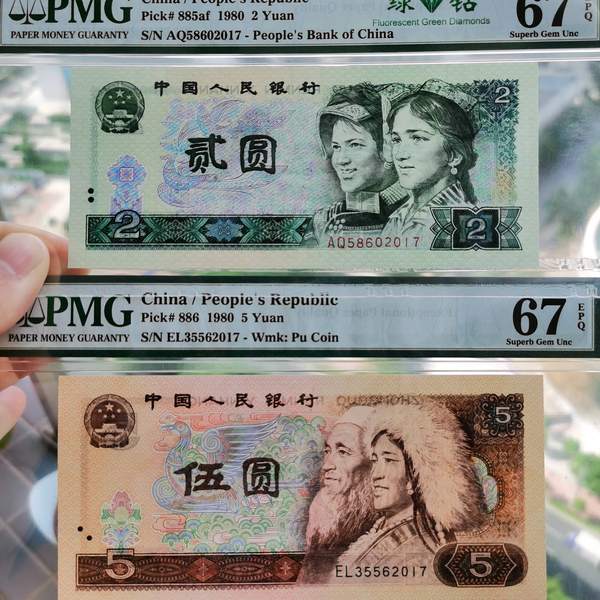 PMG
PAPER MONEY GUARANTY
China / People's Republic
Pick# 885af 1980 2 Yuan
S/N AQ58602017 - People's Bank of China
绿钻
Fluorescent Green Diamonds
67 EPQ
Superb Gem Unc
中国人民银行
2
贰圆
2
AQ58602017
2
PMG
PAPER MONEY GUARANTY
China / People's Republic
Pick# 886 1980 5 Yuan
S/N EL35562017 - Wmk: Pu Coin
67 EPQ
Superb Gem Unc
中国人民银行
5
伍圆
5
EL35562017
5